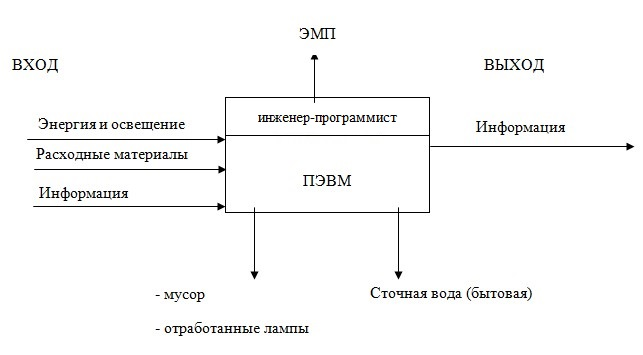 ЭМП
ВХОД
ВЫХОД
инженер-программист
Энергия и освещение
Информация
Расходные материалы
ПЭВМ
Информация
- мусор
Сточная вода (бытовая)
- отработанные лампы